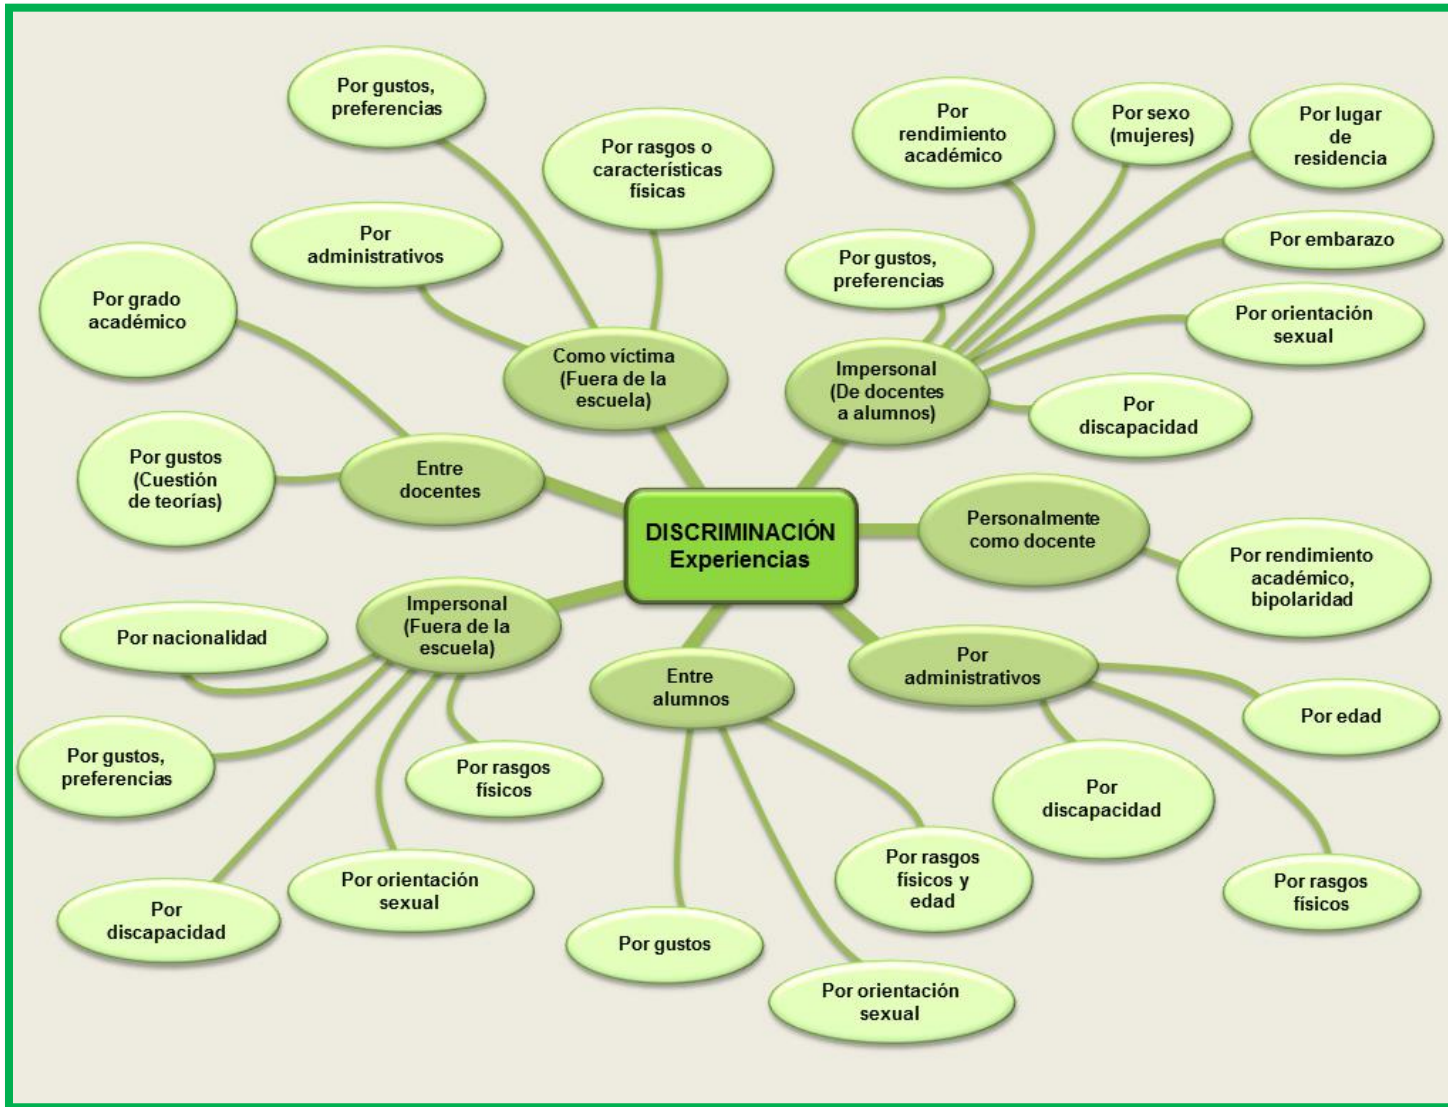 Por gustos,
preferencias
Por rasgos o
características
físicas
Por
administrativos
Por grado
académico
Por gustos
(Cuestión
de teorías)
Como víctima
(Fuera de la
escuela)
Entre
docentes
Por
rendimiento
académico
Por sexo
(mujeres)
Por lugar
de
residencia
Por gustos,
preferencias
Por embarazo
Por orientación
sexual
Impersonal
(De docentes
a alumnos)
Por
discapacidad
DISCRIMINACIÓN
Experiencias
Personalmente
como docente
Por rendimiento
académico,
bipolaridad
Impersonal
(Fuera de la
escuela)
Por nacionalidad
Por gustos,
preferencias
Por rasgos
físicos
Por orientación
sexual
Por
discapacidad
Entre
alumnos
Por gustos
Por rasgos
físicos y
edad
Por orientación
sexual
Por
administrativos
Por edad
Por
discapacidad
Por rasgos
físicos